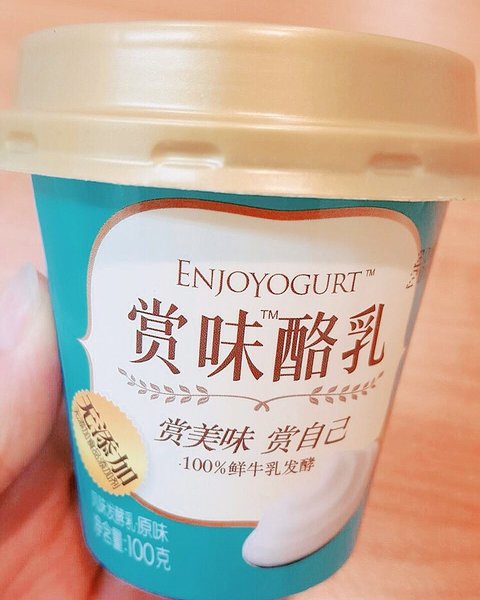 ENJOYOGURT™
赏味™酪乳
赏美味 赏自己
·100%鲜牛乳发酵
无添加
风味发酵乳·原味
净含量:100克